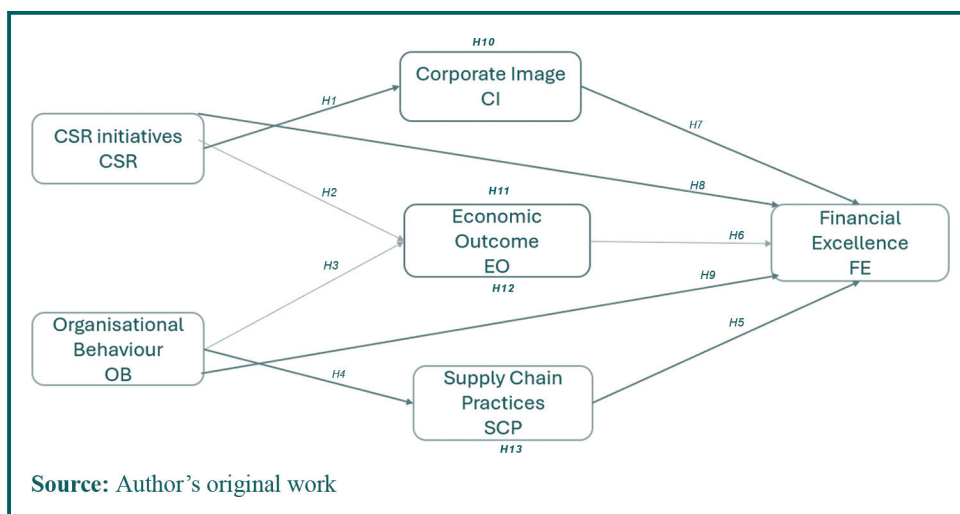 H10
Corporate Image
CI
H1
H7
CSR initiatives
CSR
H8
H2
H11
Economic
Outcome
EO
H12
H6
Financial
Excellence
FE
H3
H9
Organisational
Behaviour
OB
H5
H4
Supply Chain
Practices
SCP
H13
Source: Author’s original work